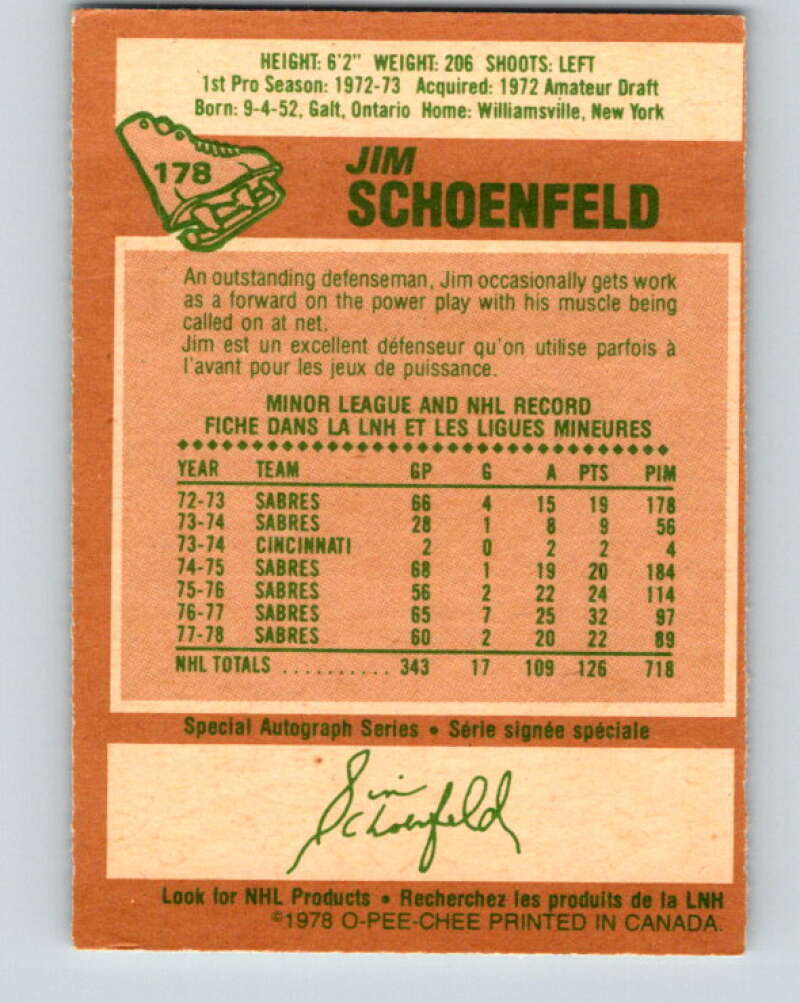 HEIGHT: 6'2" WEIGHT: 206 SHOOTS: LEFT
1st Pro Season: 1972-73 Acquired: 1972 Amateur Draft
Born: 9-4-52, Galt, Ontario Home: Williamsville, New York
178
JIM
SCHOENFELD
An outstanding defenseman, Jim occasionally gets work
as a forward on the power play with his muscle being
called on at net.
Jim est un excellent défenseur qu'on utilise parfois à
l'avant pour les jeux de puissance.
MINOR LEAGUE AND NHL RECORD
FICHE DANS LA LNH ET LES LIGUES MINEURES
YEAR TEAM GP G A PTS PIM
72-73 SABRES 66 4 15 19 178
73-74 SABRES 28 1 8 9 56
73-74 CINCINNATI 2 0 2 2 4
74-75 SABRES 68 1 19 20 184
75-76 SABRES 56 2 22 24 114
76-77 SABRES 65 7 25 32 97
77-78 SABRES 60 2 20 22 89
NHL TOTALS .......... 343 17 109 126 718
Special Autograph Series • Série signée spéciale
Jim
Schoenfeld
Look for NHL Products • Recherchez les produits de la LNH
©1978 O-PEE-CHEE PRINTED IN CANADA.